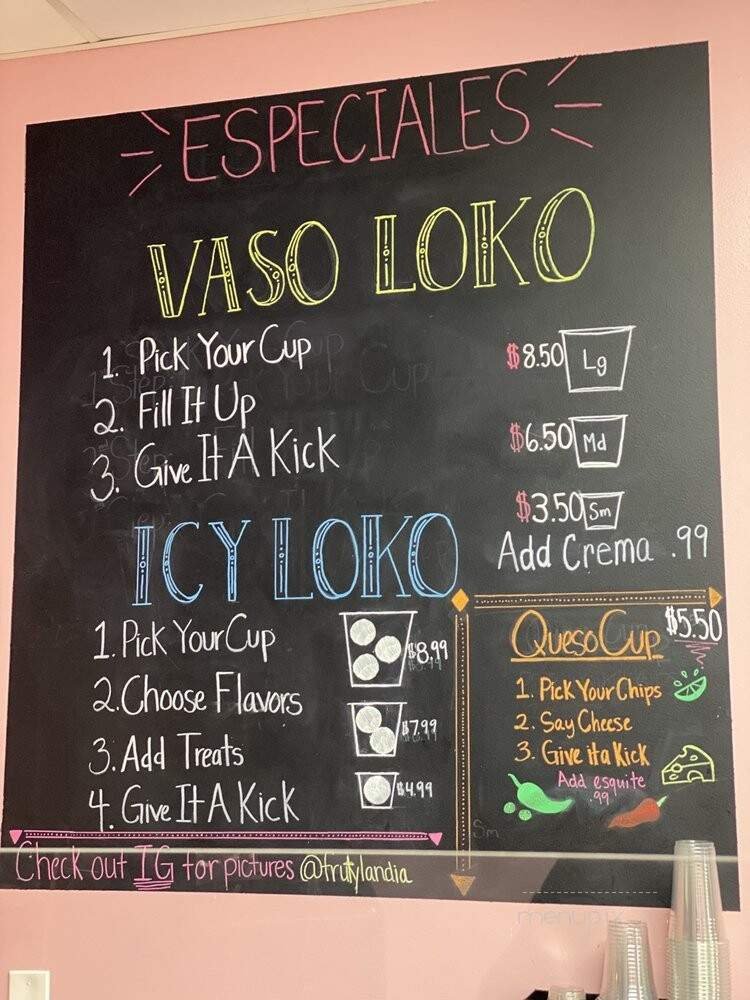 ESPECIALES
VASO LOKO
1. Pick Your Cup
2. Fill It Up
3. Give It A Kick
$8.50 Lg
$6.50 Md
$3.50 Sm
Add Crema .99
ICY LOKO
1. Pick Your Cup
2. Choose Flavors
3. Add Treats
4. Give It A Kick
$8.99
$7.99
$4.99
Queso Cup $5.50
1. Pick Your Chips
2. Say Cheese
3. Give it a Kick
Add esquite
.99
Sm
Check out IG for pictures @frutylandia
menupix